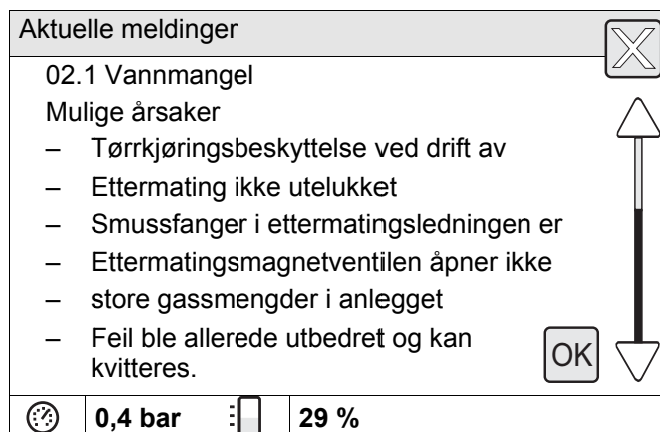 Aktuelle meldinger
X
02.1 Vannmangel
Mulige årsaker
– Tørrkjøringsbeskyttelse ved drift av
– Ettermating ikke utelukket
– Smussfanger i ettermatingsledningen er
– Ettermatingsmagnetventilen åpner ikke
– store gassmengder i anlegget
– Feil ble allerede utbedret og kan
kvitteres.
OK
0,4 bar 29 %